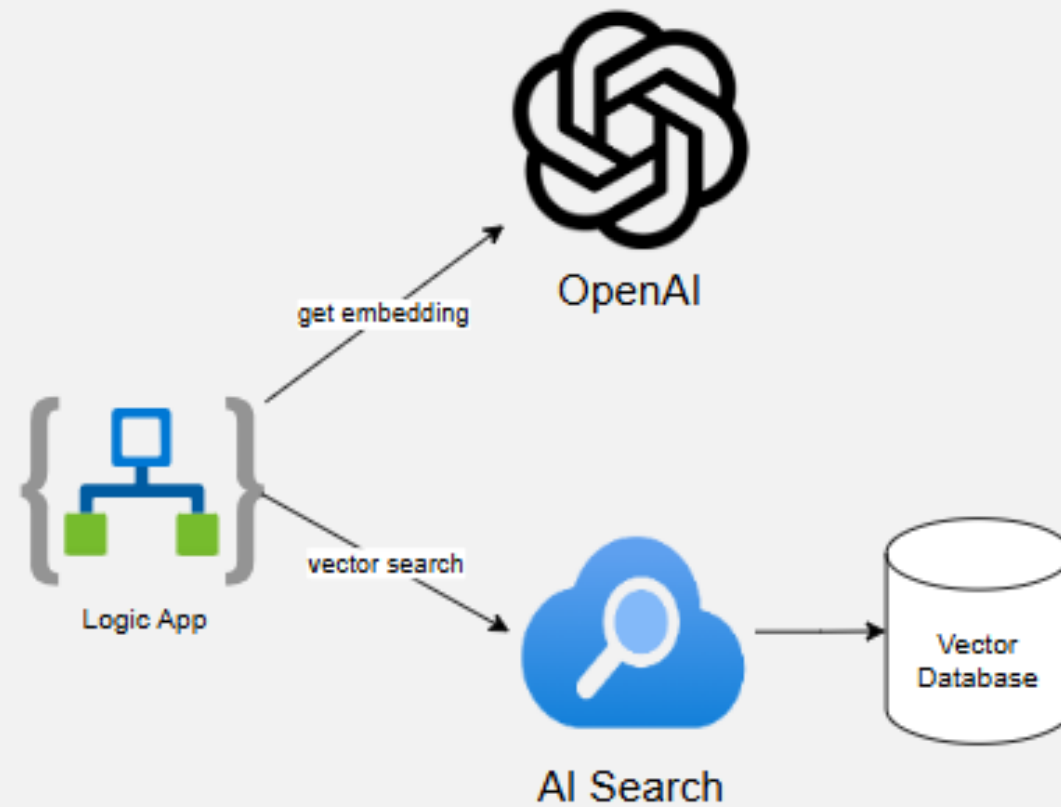 OpenAI
get embedding
Logic App
vector search
Vector
Database
AI Search